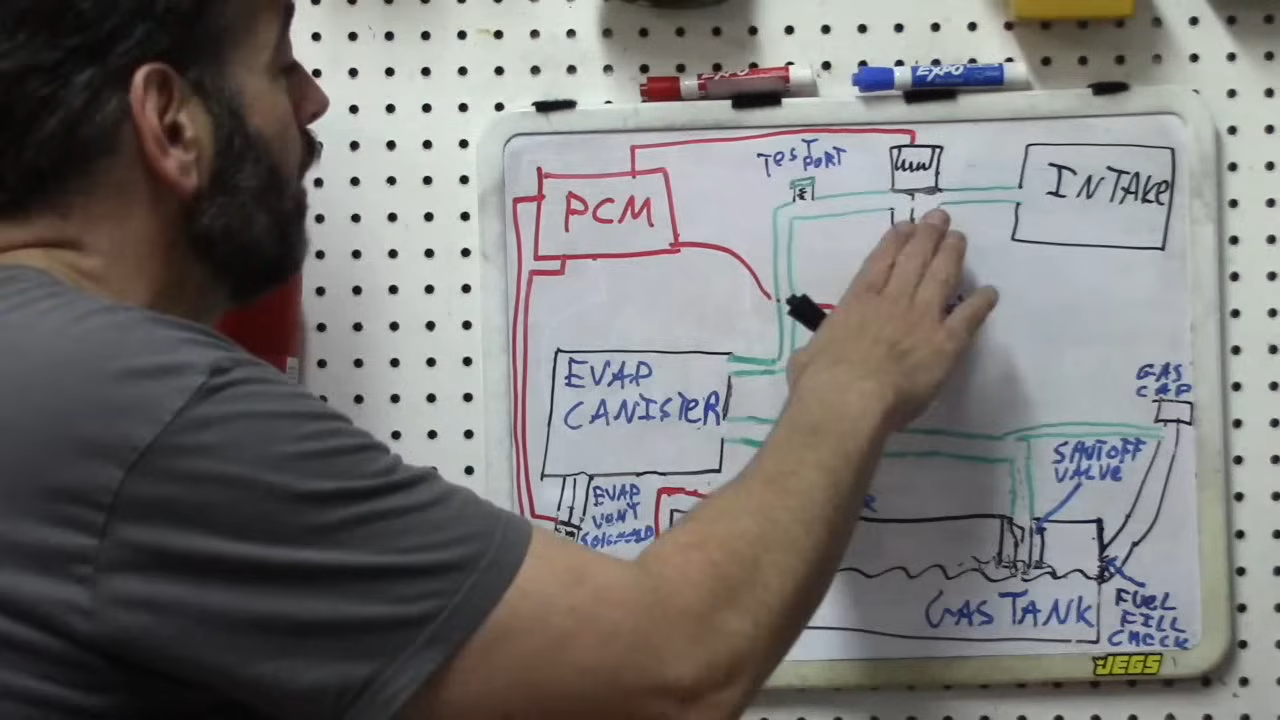 EXPO
EXPO
TesT
PORT
PCM
INTAKe
EVAP
CANISTeR
GAS
CAP
SHUTOFF
VALVe
EVAP
VeNT
GAS TANK
FUeL
FILL
CHeCK
JEGS